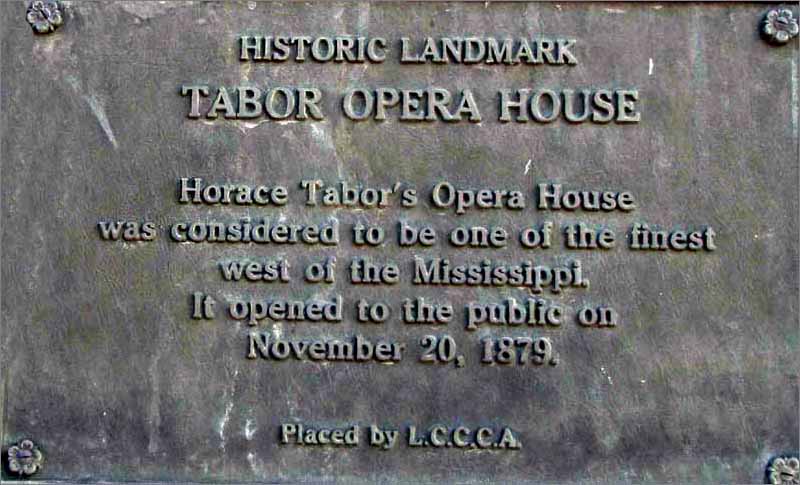 HISTORIC LANDMARK
TABOR OPERA HOUSE
Horace Tabor's Opera House
was considered to be one of the finest
west of the Mississippi.
It opened to the public on
November 20, 1879.
Placed by L.C.C.C.A.